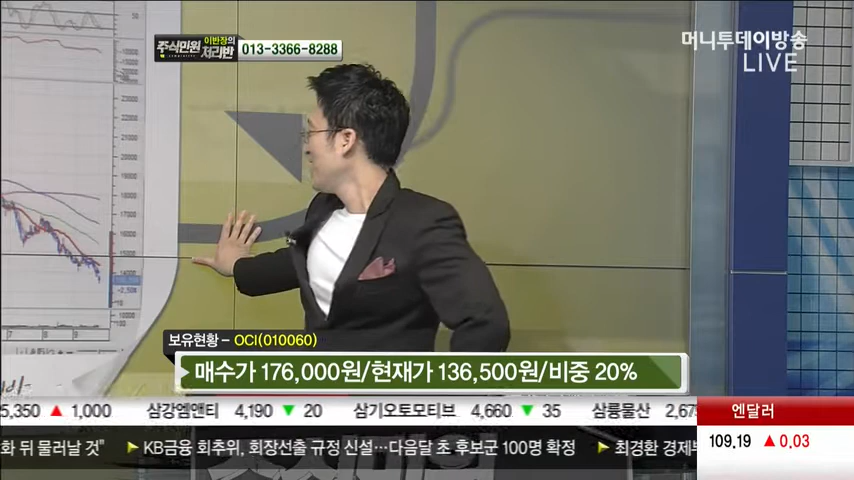 주식민원
이반장의
처리반
013-3366-8288
머니투데이방송
LIVE
보유현황 - OCI(010060)
매수가 176,000원/현재가 136,500원/비중 20%
5,350 ▲ 1,000 삼강엠앤티 4,190 ▼ 20 삼기오토모티브 4,660 ▼ 35 삼륭물산
엔달러
109.19 ▲ 0.03
화 뒤 물러날 것" ▶ KB금융 회추위, 회장선출 규정 신설…다음달 초 후보군 100명 확정 ▶ 최경환 경제부